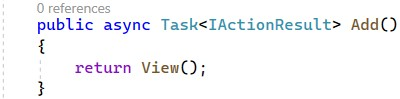 0 references
public async Task<IActionResult> Add()
{
    return View();
}